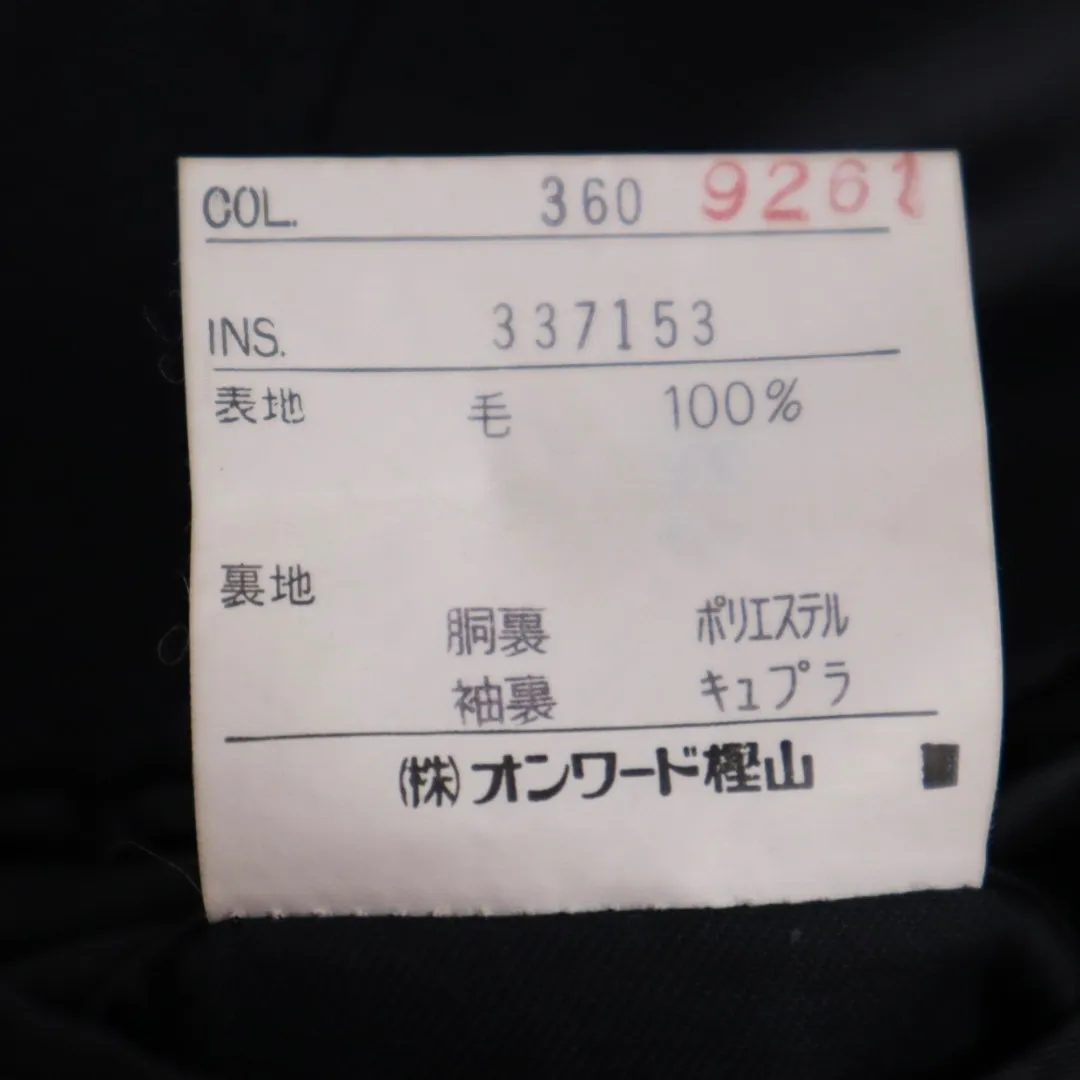 COL. 360 9261
INS. 337153
表地 毛 100%
裏地
胴裏 ポリエステル
袖裏 キュプラ
㈱オンワード樫山